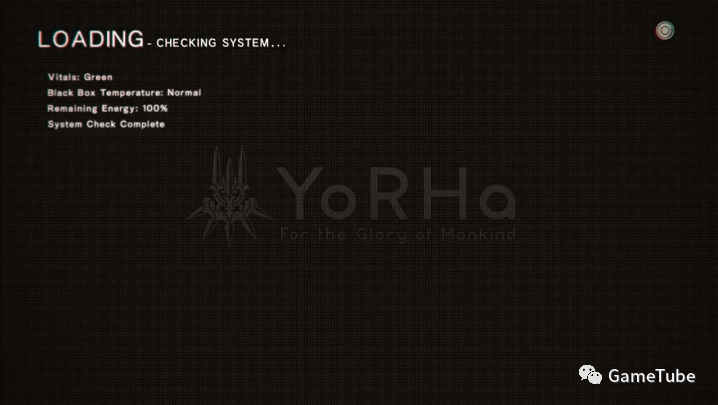 LOADING - CHECKING SYSTEM...
Vitals: Green
Black Box Temperature: Normal
Remaining Energy: 100%
System Check Complete
YoRHa
For the Glory of Mankind
GameTube